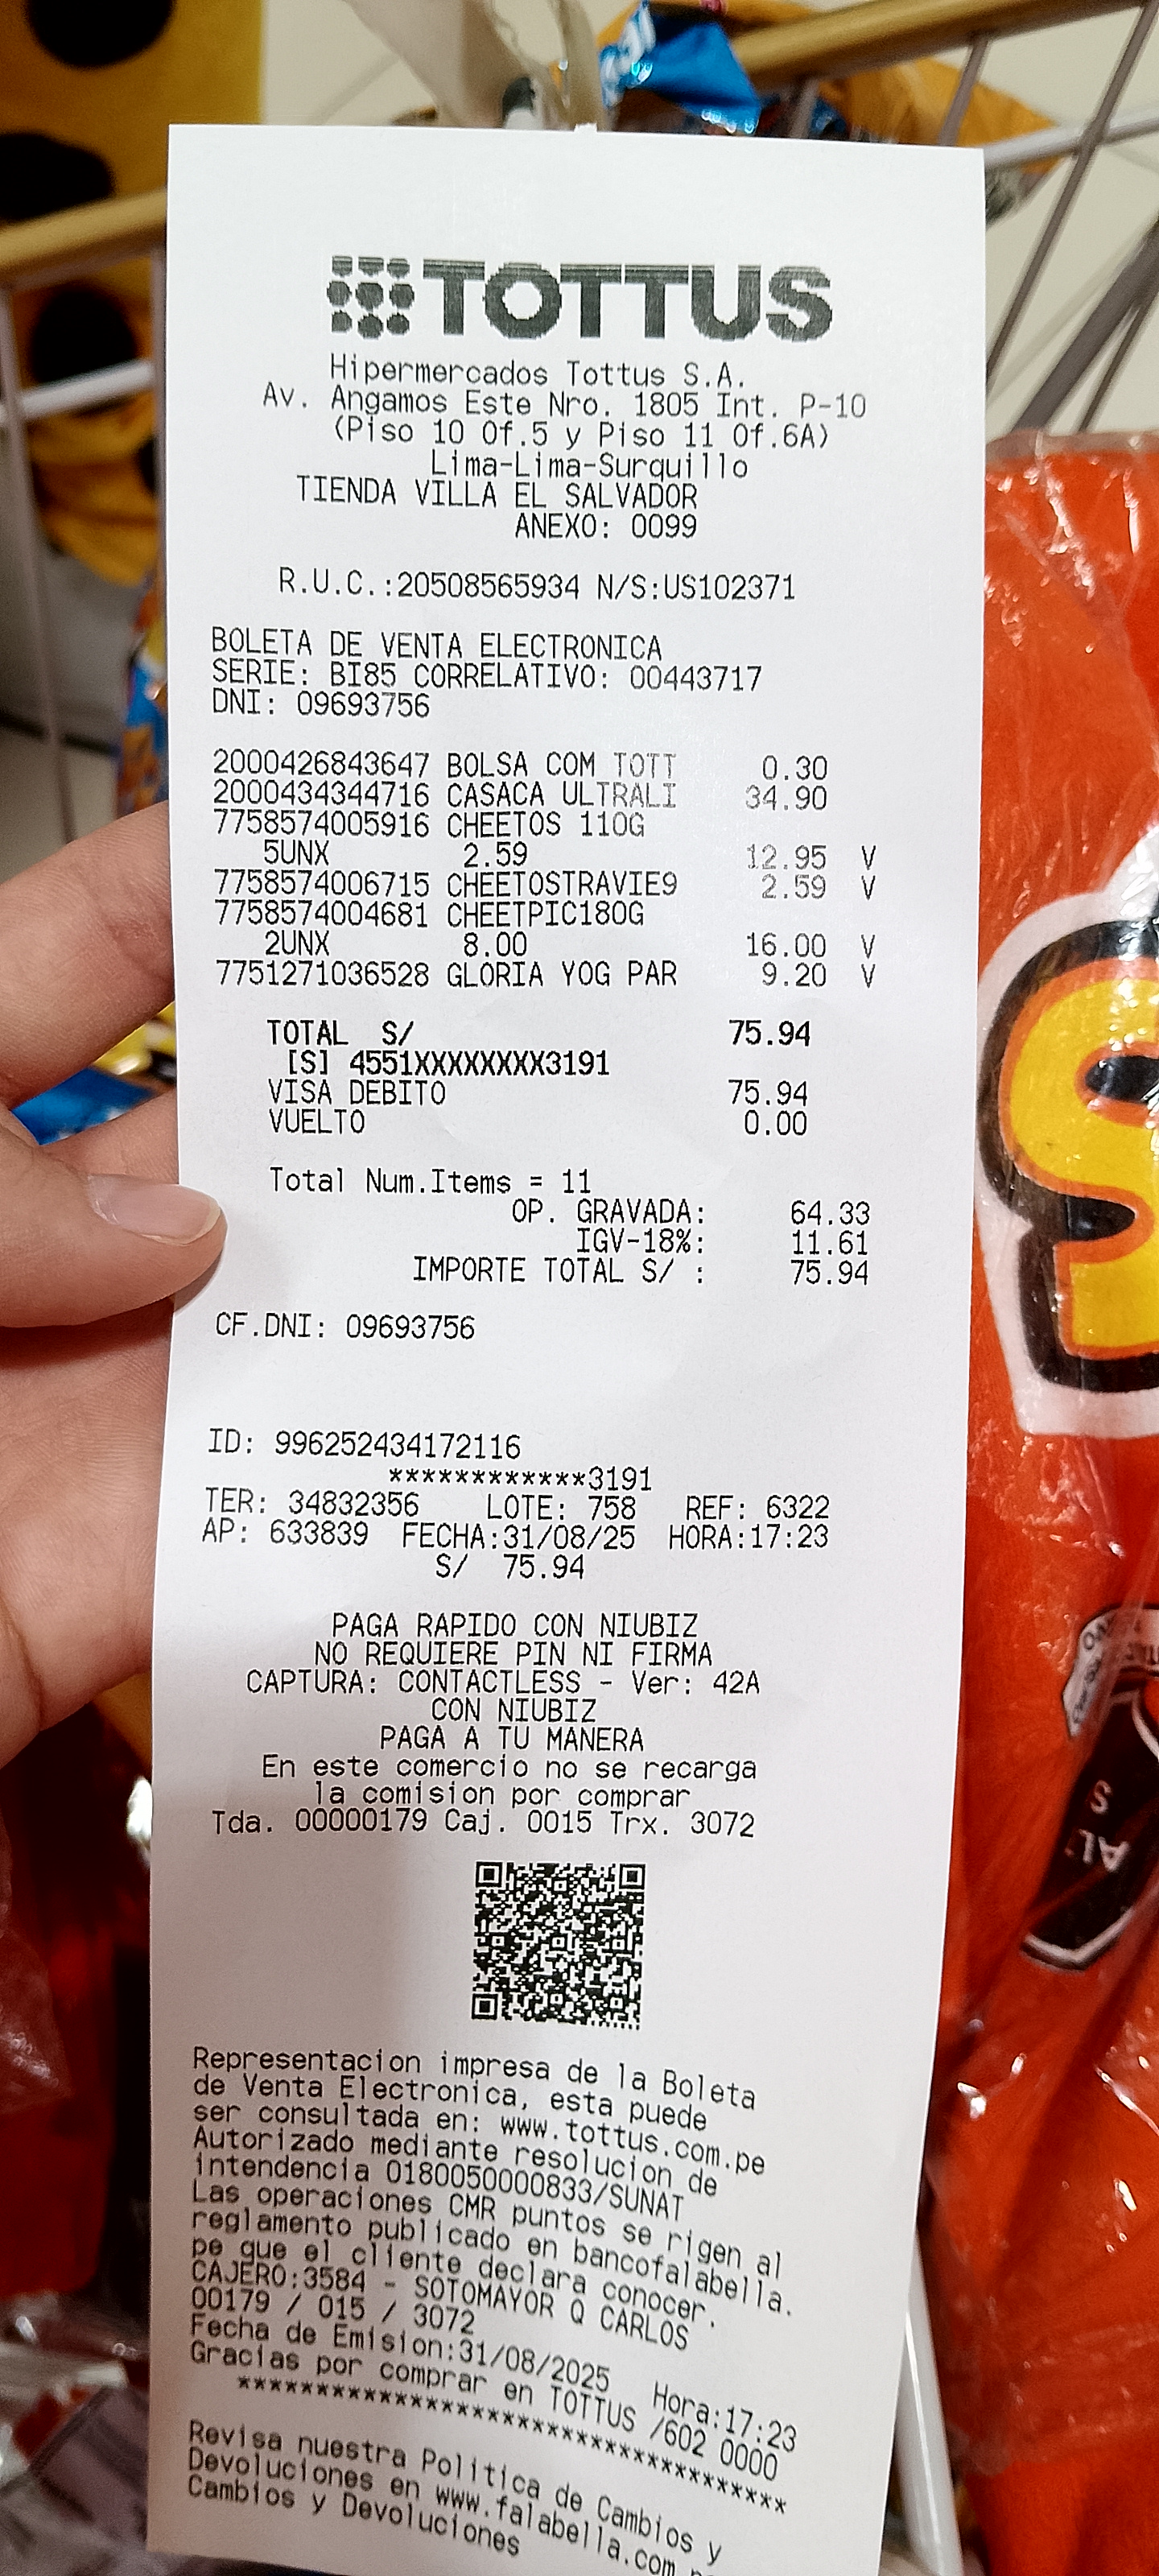 TOTTUS
Hipermercados Tottus S.A.
Av. Angamos Este Nro. 1805 Int. P-10
(Piso 10 Of.5 y Piso 11 Of.6A)
Lima-Lima-Surquillo
TIENDA VILLA EL SALVADOR
ANEXO: 0099
R.U.C.:20508565934 N/S:US102371
BOLETA DE VENTA ELECTRONICA
SERIE: BI85 CORRELATIVO: 00443717
DNI: 09693756
2000426843647 BOLSA COM TOTT 0.30
2000434344716 CASACA ULTRALI 34.90
7758574005916 CHEETOS 110G
5UNX 2.59 12.95 V
7758574006715 CHEETOSTRAVIE9 2.59 V
7758574004681 CHEETPIC180G
2UNX 8.00 16.00 V
7751271036528 GLORIA YOG PAR 9.20 V
TOTAL S/ 75.94
[S] 4551XXXXXXXX3191
VISA DEBITO 75.94
VUELTO 0.00
Total Num.Items = 11
OP. GRAVADA: 64.33
IGV-18%: 11.61
IMPORTE TOTAL S/ : 75.94
CF.DNI: 09693756
ID: 996252434172116
************3191
TER: 34832356 LOTE: 758 REF: 6322
AP: 633839 FECHA:31/08/25 HORA:17:23
S/ 75.94
PAGA RAPIDO CON NIUBIZ
NO REQUIERE PIN NI FIRMA
CAPTURA: CONTACTLESS - Ver: 42A
CON NIUBIZ
PAGA A TU MANERA
En este comercio no se recarga
la comision por comprar
Tda. 00000179 Caj. 0015 Trx. 3072
Representacion impresa de la Boleta
de Venta Electronica, esta puede
ser consultada en: www.tottus.com.pe
Autorizado mediante resolucion de
intendencia 0180050000833/SUNAT
Las operaciones CMR puntos se rigen al
reglamento publicado en bancofalabella.
pe que el cliente declara conocer.
CAJERO:3584 - SOTOMAYOR Q CARLOS
00179 / 015 / 3072
Fecha de Emision:31/08/2025 Hora:17:23
Gracias por comprar en TOTTUS /602 0000
**********************************
Revisa nuestra Politica de Cambios y
Devoluciones en www.falabella.com
Cambios y Devoluciones